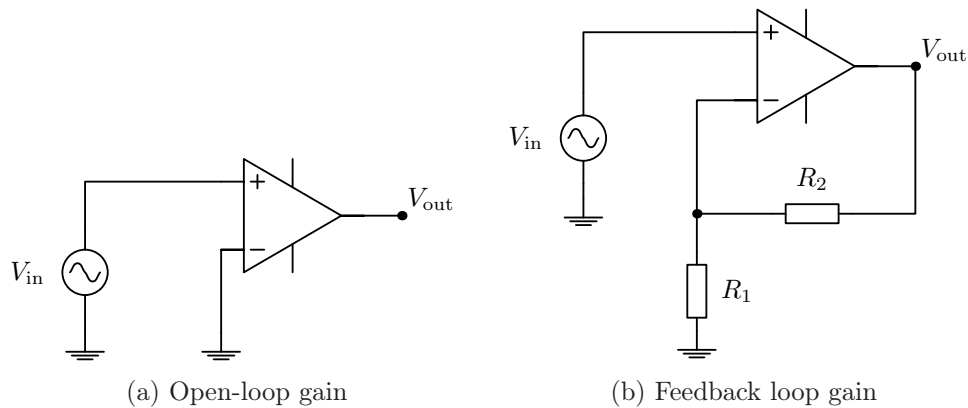 +
−
V_out
V_in
(a) Open-loop gain
+
−
V_out
V_in
R_2
R_1
(b) Feedback loop gain